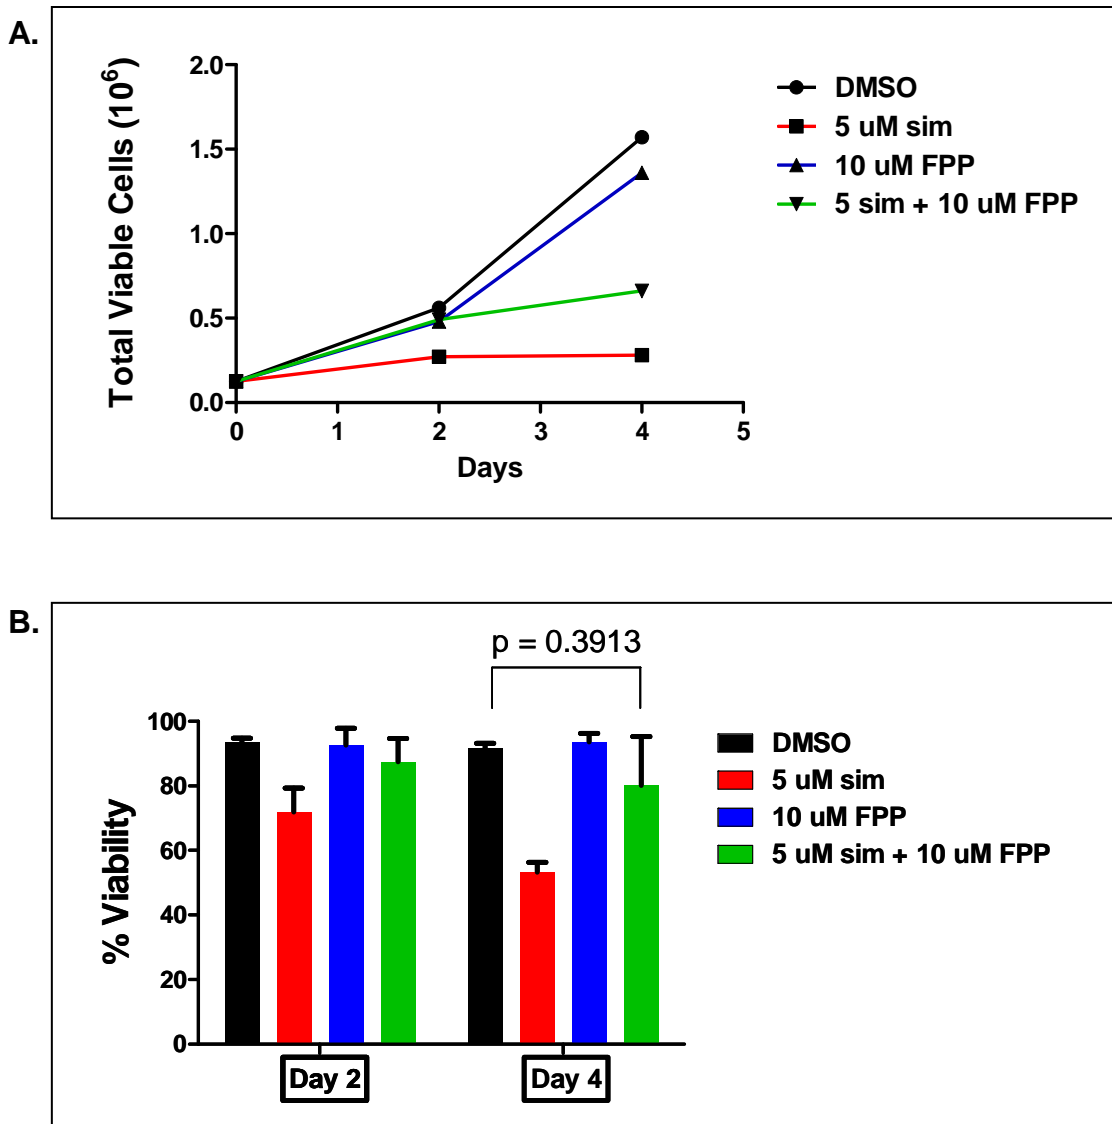 A.
Total Viable Cells (10⁶)
2.0
1.5
1.0
0.5
0.0
0 1 2 3 4 5
Days
DMSO
5 uM sim
10 uM FPP
5 sim + 10 uM FPP
B.
p = 0.3913
% Viability
100
80
60
40
20
0
Day 2 Day 4
DMSO
5 uM sim
10 uM FPP
5 uM sim + 10 uM FPP